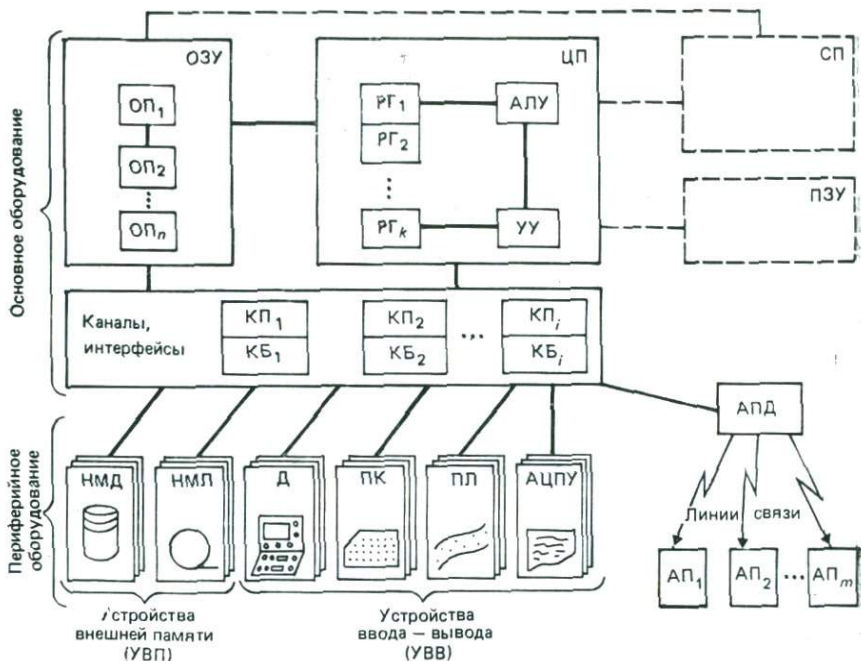 Основное оборудование
ОЗУ
ОП1
ОП2
ОПn
ЦП
РГ1
АЛУ
РГ2
РГk
УУ
СП
ПЗУ
Каналы,
интерфейсы
КП1
КБ1
КП2
КБ2
...
КПi
КБi
АПД
Периферийное
оборудование
НМД
НМЛ
Д
ПК
ПЛ
АЦПУ
Линии связи
АП1
АП2
...
АПm
Устройства
внешней памяти
(УВП)
Устройства
ввода – вывода
(УВВ)